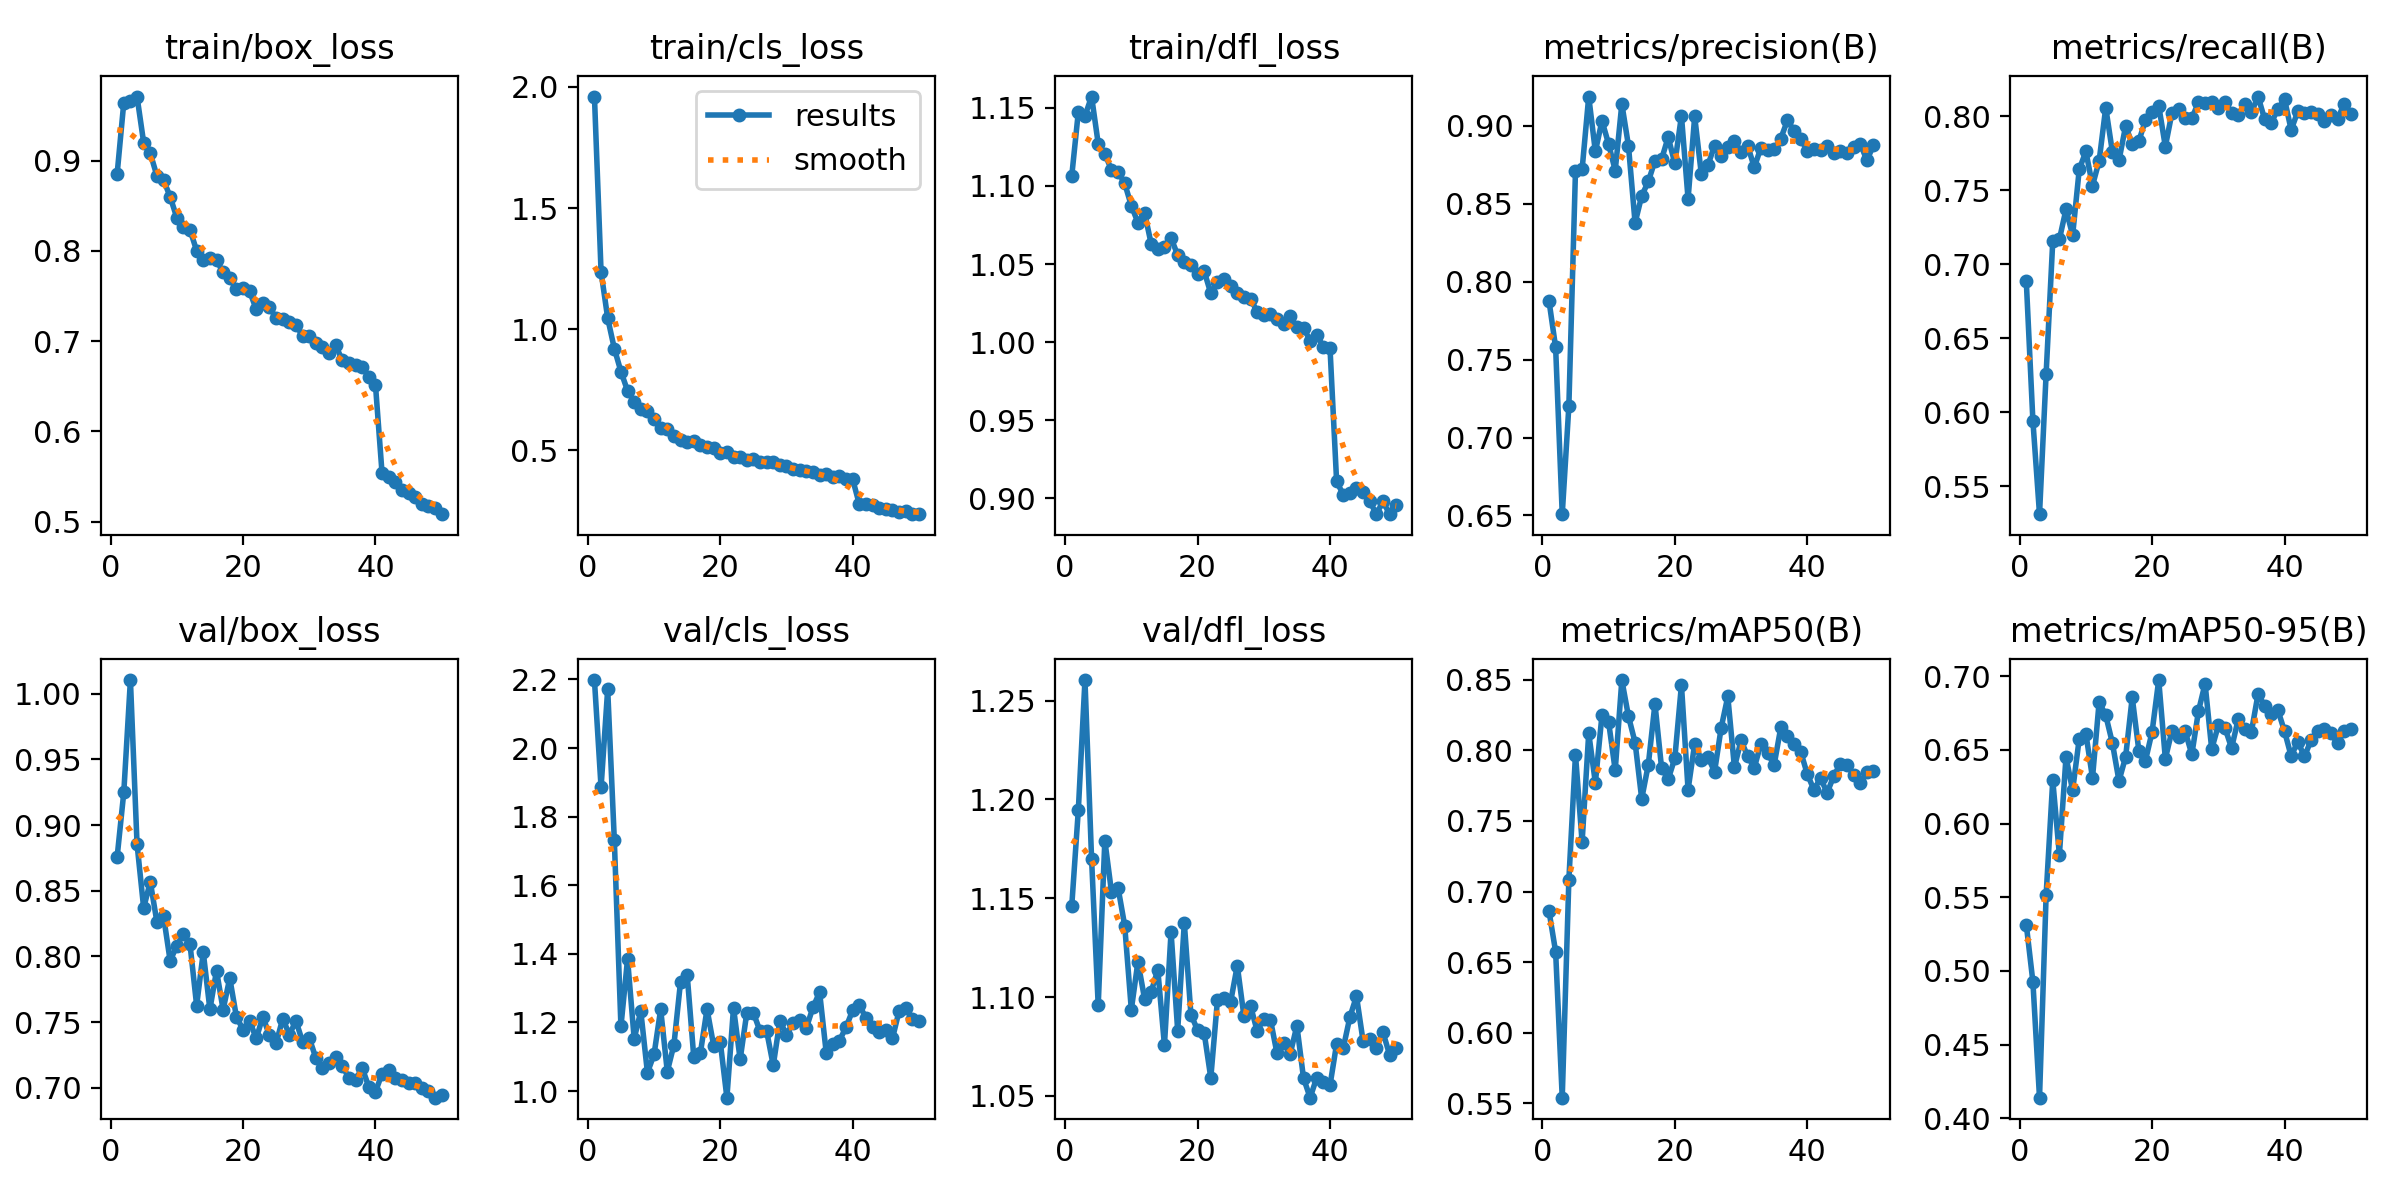 train/box_loss
0.9
0.8
0.7
0.6
0.5
0 20 40
train/cls_loss
results
smooth
2.0
1.5
1.0
0.5
0 20 40
train/dfl_loss
1.15
1.10
1.05
1.00
0.95
0.90
0 20 40
metrics/precision(B)
0.90
0.85
0.80
0.75
0.70
0.65
0 20 40
metrics/recall(B)
0.80
0.75
0.70
0.65
0.60
0.55
0 20 40
val/box_loss
1.00
0.95
0.90
0.85
0.80
0.75
0.70
0 20 40
val/cls_loss
2.2
2.0
1.8
1.6
1.4
1.2
1.0
0 20 40
val/dfl_loss
1.25
1.20
1.15
1.10
1.05
0 20 40
metrics/mAP50(B)
0.85
0.80
0.75
0.70
0.65
0.60
0.55
0 20 40
metrics/mAP50-95(B)
0.70
0.65
0.60
0.55
0.50
0.45
0.40
0 20 40